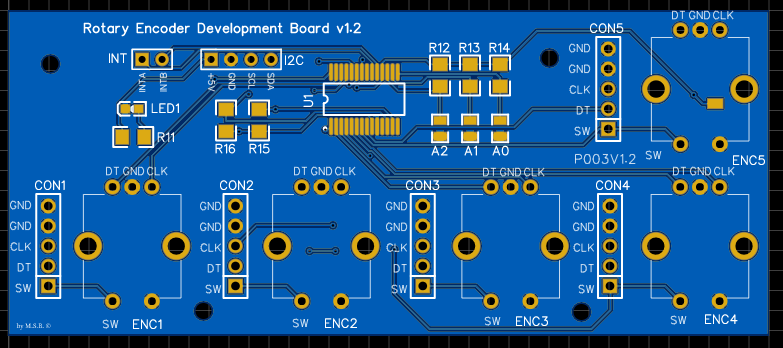 Rotary Encoder Development Board v1.2
INT
INTA
INTB
+5V
GND
SCL
SDA
I2C
U1
R12
R13
R14
CON5
GND
GND
CLK
DT
SW
DT GND CLK
SW
ENC5
LED1
R11
R16
R15
A2
A1
A0
P003V1.2
CON1
GND
GND
CLK
DT
SW
DT GND CLK
SW
ENC1
CON2
GND
GND
CLK
DT
SW
DT GND CLK
SW
ENC2
CON3
GND
GND
CLK
DT
SW
DT GND CLK
SW
ENC3
CON4
GND
GND
CLK
DT
SW
DT GND CLK
SW
ENC4
by M.S.B. ©